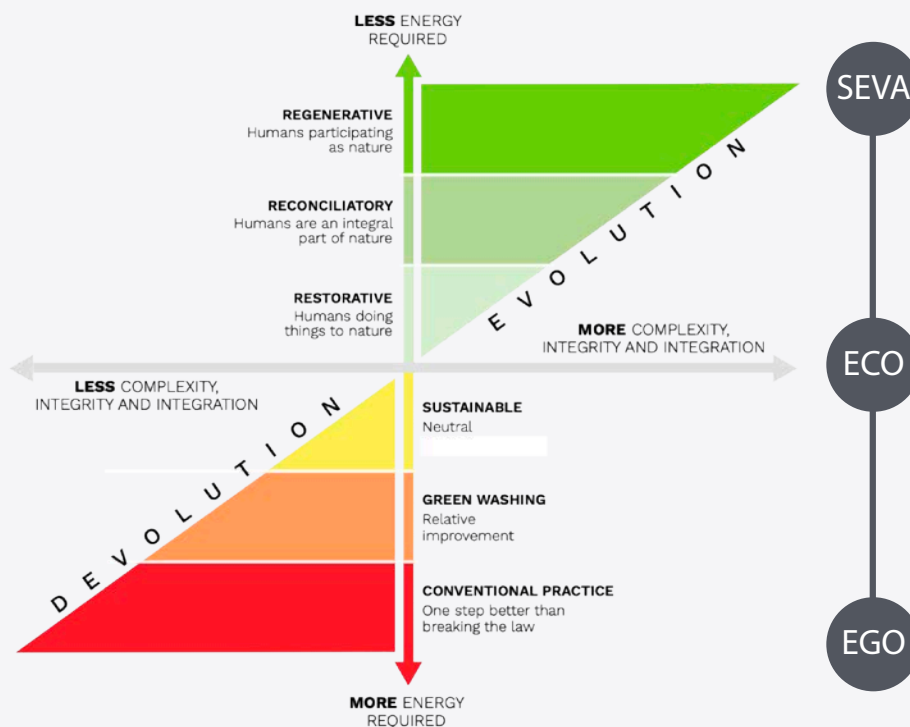 LESS ENERGY
REQUIRED
SEVA
REGENERATIVE
Humans participating
as nature
RECONCILIATORY
Humans are an integral
part of nature
EVOLUTION
RESTORATIVE
Humans doing
things to nature
MORE COMPLEXITY,
INTEGRITY AND INTEGRATION
ECO
LESS COMPLEXITY,
INTEGRITY AND INTEGRATION
SUSTAINABLE
Neutral
DEVOLUTION
GREEN WASHING
Relative
improvement
CONVENTIONAL PRACTICE
One step better than
breaking the law
EGO
MORE ENERGY
REQUIRED